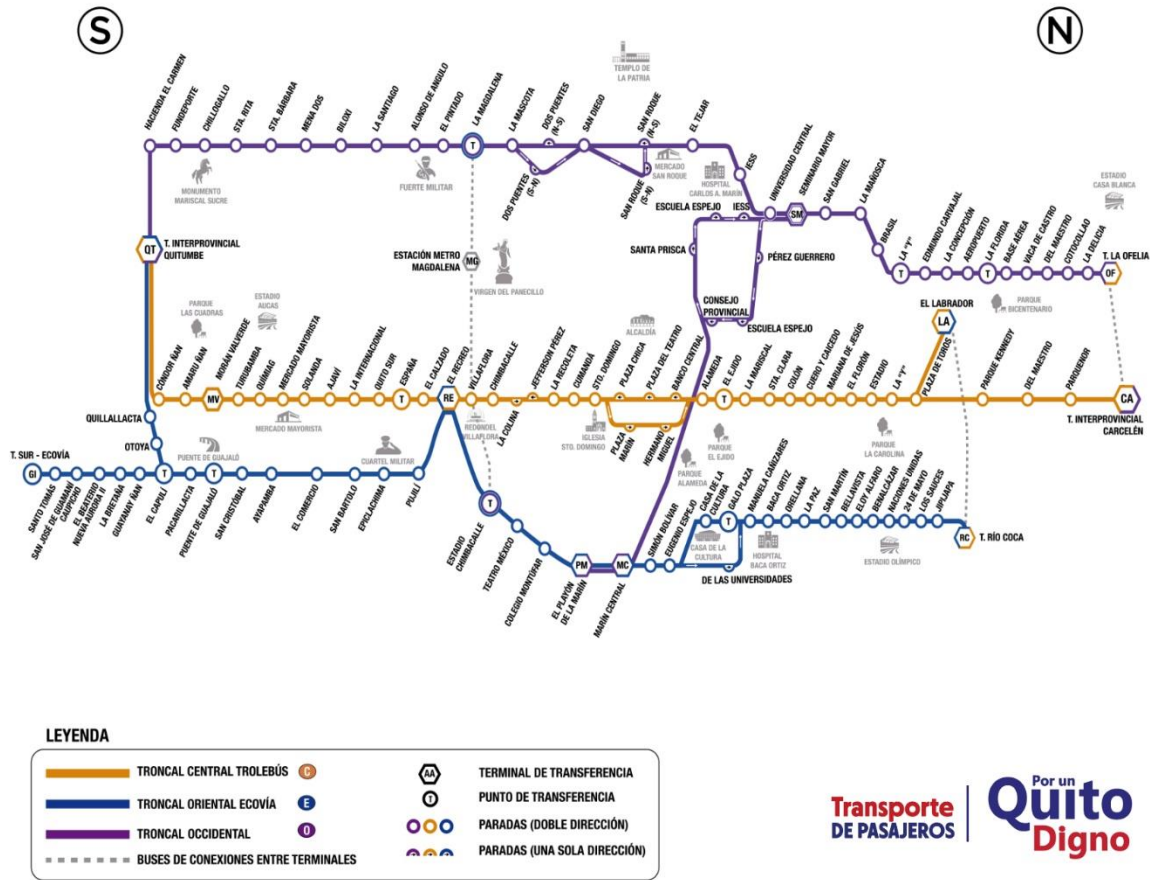 S
N
HACIENDA EL CARMEN
FUNDEPORTE
CHILLOGALLO
STA. RITA
STA. BÁRBARA
MENA DOS
BILOXI
LA SANTIAGO
ALONSO DE ANGULO
EL PINTADO
LA MAGDALENA
LA MASCOTA
DOS PUENTES
(N-S)
SAN DIEGO
SAN ROQUE
(N-S)
EL TEJAR
IESS
UNIVERSIDAD CENTRAL
SEMINARIO MAYOR
SAN GABRIEL
LA MAÑOSCA
BRASIL
LA "Y"
EDMUNDO CARVAJAL
LA CONCEPCIÓN
AEROPUERTO
LA FLORIDA
BASE AÉREA
VACA DE CASTRO
DEL MAESTRO
COTOCOLLAO
LA DELICIA
T. LA OFELIA
OF
T
DOS PUENTES
(S-N)
SAN ROQUE
(S-N)
SM
T
T
TEMPLO DE
LA PATRIA
MONUMENTO
MARISCAL SUCRE
FUERTE MILITAR
MERCADO
SAN ROQUE
HOSPITAL
CARLOS A. MARÍN
ESTADIO
CASA BLANCA
ESCUELA ESPEJO
IESS
SANTA PRISCA
PÉREZ GUERRERO
CONSEJO
PROVINCIAL
ESCUELA ESPEJO
QT
T. INTERPROVINCIAL
QUITUMBE
ESTACIÓN METRO
MAGDALENA
MG
VIRGEN DEL PANECILLO
PARQUE
LAS CUADRAS
ESTADIO
AUCAS
ALCALDÍA
PARQUE
BICENTENARIO
EL LABRADOR
LA
CÓNDOR ÑAN
AMARU ÑAN
MORÁN VALVERDE
TURUBAMBA
QUIMIAG
MERCADO MAYORISTA
SOLANDA
AJAVÍ
LA INTERNACIONAL
QUITO SUR
ESPAÑA
EL CALZADO
EL RECREO
VILLAFLORA
CHIMBACALLE
LA COLINA
JEFFERSON PÉREZ
LA RECOLETA
CUMANDÁ
STO. DOMINGO
PLAZA CHICA
PLAZA DEL TEATRO
BANCO CENTRAL
PLAZA
MARÍN
HERMANO
MIGUEL
ALAMEDA
EL EJIDO
LA MARISCAL
STA. CLARA
COLÓN
CUERO Y CAICEDO
MARIANA DE JESÚS
EL FLORÓN
ESTADIO
LA "Y"
PLAZA DE TOROS
PARQUE KENNEDY
DEL MAESTRO
PARQUENOR
MV
T
RE
T
CA
T. INTERPROVINCIAL
CARCELÉN
MERCADO MAYORISTA
REDONDEL
VILLAFLORA
IGLESIA
STO. DOMINGO
PARQUE
ALAMEDA
PARQUE
EL EJIDO
PARQUE
LA CAROLINA
QUILLALLACTA
OTOYA
T. SUR - ECOVÍA
GI
SANTO TOMÁS
SAN JOSÉ DE GUAMANÍ
CAUPICHO
EL BEATERIO
NUEVA AURORA II
LA BRETAÑA
GUAYANAY ÑAN
EL CAPULÍ
PACARILLACTA
PUENTE DE GUAJALÓ
SAN CRISTÓBAL
AYAPAMBA
EL COMERCIO
SAN BARTOLO
EPICLACHIMA
PUJILÍ
T
T
PUENTE DE GUAJALÓ
CUARTEL MILITAR
T
ESTADIO
CHIMBACALLE
TEATRO MÉXICO
COLEGIO MONTÚFAR
PM
EL PLAYÓN
DE LA MARÍN
MC
MARÍN CENTRAL
SIMÓN BOLÍVAR
EUGENIO ESPEJO
CASA DE LA
CULTURA
T
GALO PLAZA
MANUELA CAÑIZARES
BACA ORTIZ
ORELLANA
LA PAZ
SAN MARTÍN
BELLAVISTA
ELOY ALFARO
BENALCÁZAR
NACIONES UNIDAS
24 DE MAYO
LOS SAUCES
JIPIJAPA
RC
T. RÍO COCA
CASA DE LA
CULTURA
HOSPITAL
BACA ORTIZ
ESTADIO OLÍMPICO
DE LAS UNIVERSIDADES
LEYENDA
TRONCAL CENTRAL TROLEBÚS C
TRONCAL ORIENTAL ECOVÍA E
TRONCAL OCCIDENTAL O
BUSES DE CONEXIONES ENTRE TERMINALES
AA TERMINAL DE TRANSFERENCIA
T PUNTO DE TRANSFERENCIA
PARADAS (DOBLE DIRECCIÓN)
PARADAS (UNA SOLA DIRECCIÓN)
Transporte
DE PASAJEROS
Por un
Quito
Digno